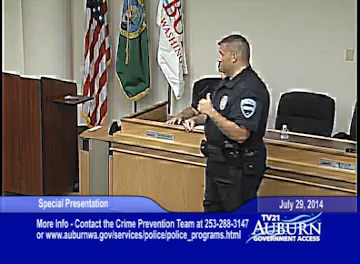 WASHIN
Special Presentation
July 29, 2014
More Info - Contact the Crime Prevention Team at 253-288-3147
or www.auburnwa.gov/services/police/police_programs.html
TV21
AUBURN
GOVERNMENT ACCESS